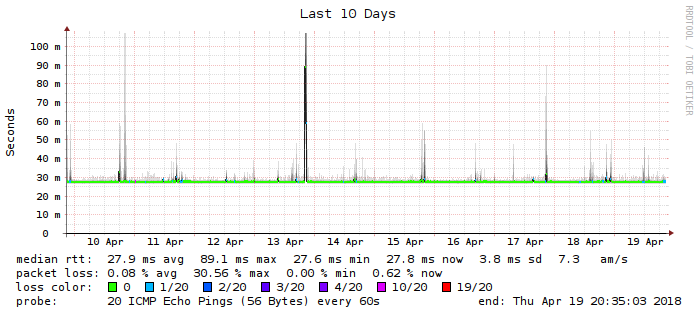 Last 10 Days
RRDTOOL / TOBI OETIKER
Seconds
100 m
90 m
80 m
70 m
60 m
50 m
40 m
30 m
20 m
10 m
0
10 Apr 11 Apr 12 Apr 13 Apr 14 Apr 15 Apr 16 Apr 17 Apr 18 Apr 19 Apr
median rtt: 27.9 ms avg 89.1 ms max 27.6 ms min 27.8 ms now 3.8 ms sd 7.3 am/s
packet loss: 0.08 % avg 30.56 % max 0.00 % min 0.62 % now
loss color: 0 1/20 2/20 3/20 4/20 10/20 19/20
probe: 20 ICMP Echo Pings (56 Bytes) every 60s end: Thu Apr 19 20:35:03 2018